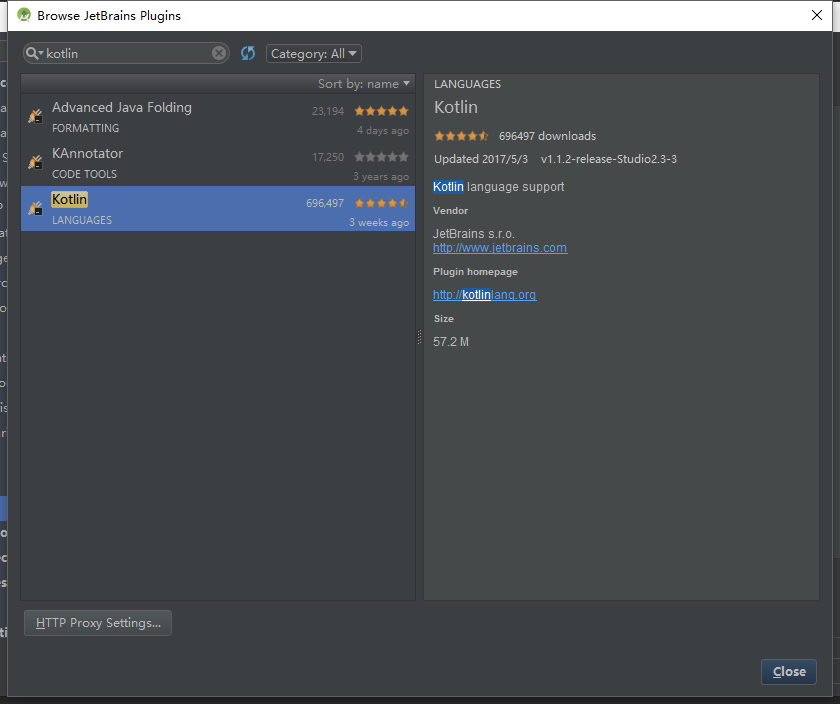 Browse JetBrains Plugins
kotlin
Category: All
Sort by: name
Advanced Java Folding
23,194
FORMATTING
4 days ago
KAnnotator
17,250
CODE TOOLS
3 years ago
Kotlin
696,497
LANGUAGES
3 weeks ago
LANGUAGES
Kotlin
696497 downloads
Updated 2017/5/3 v1.1.2-release-Studio2.3-3
Kotlin language support
Vendor
JetBrains s.r.o.
http://www.jetbrains.com
Plugin homepage
http://kotlinlang.org
Size
57.2 M
HTTP Proxy Settings...
Close